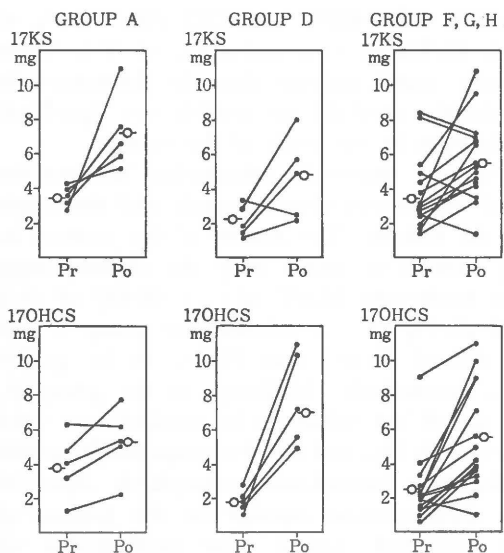 GROUP A GROUP D GROUP F, G, H
17KS 17KS 17KS
mg mg mg
10 10 10
8 8 8
6 6 6
4 4 4
2 2 2
Pr Po Pr Po Pr Po
17OHCS 17OHCS 17OHCS
mg mg mg
10 10 10
8 8 8
6 6 6
4 4 4
2 2 2
Pr Po Pr Po Pr Po